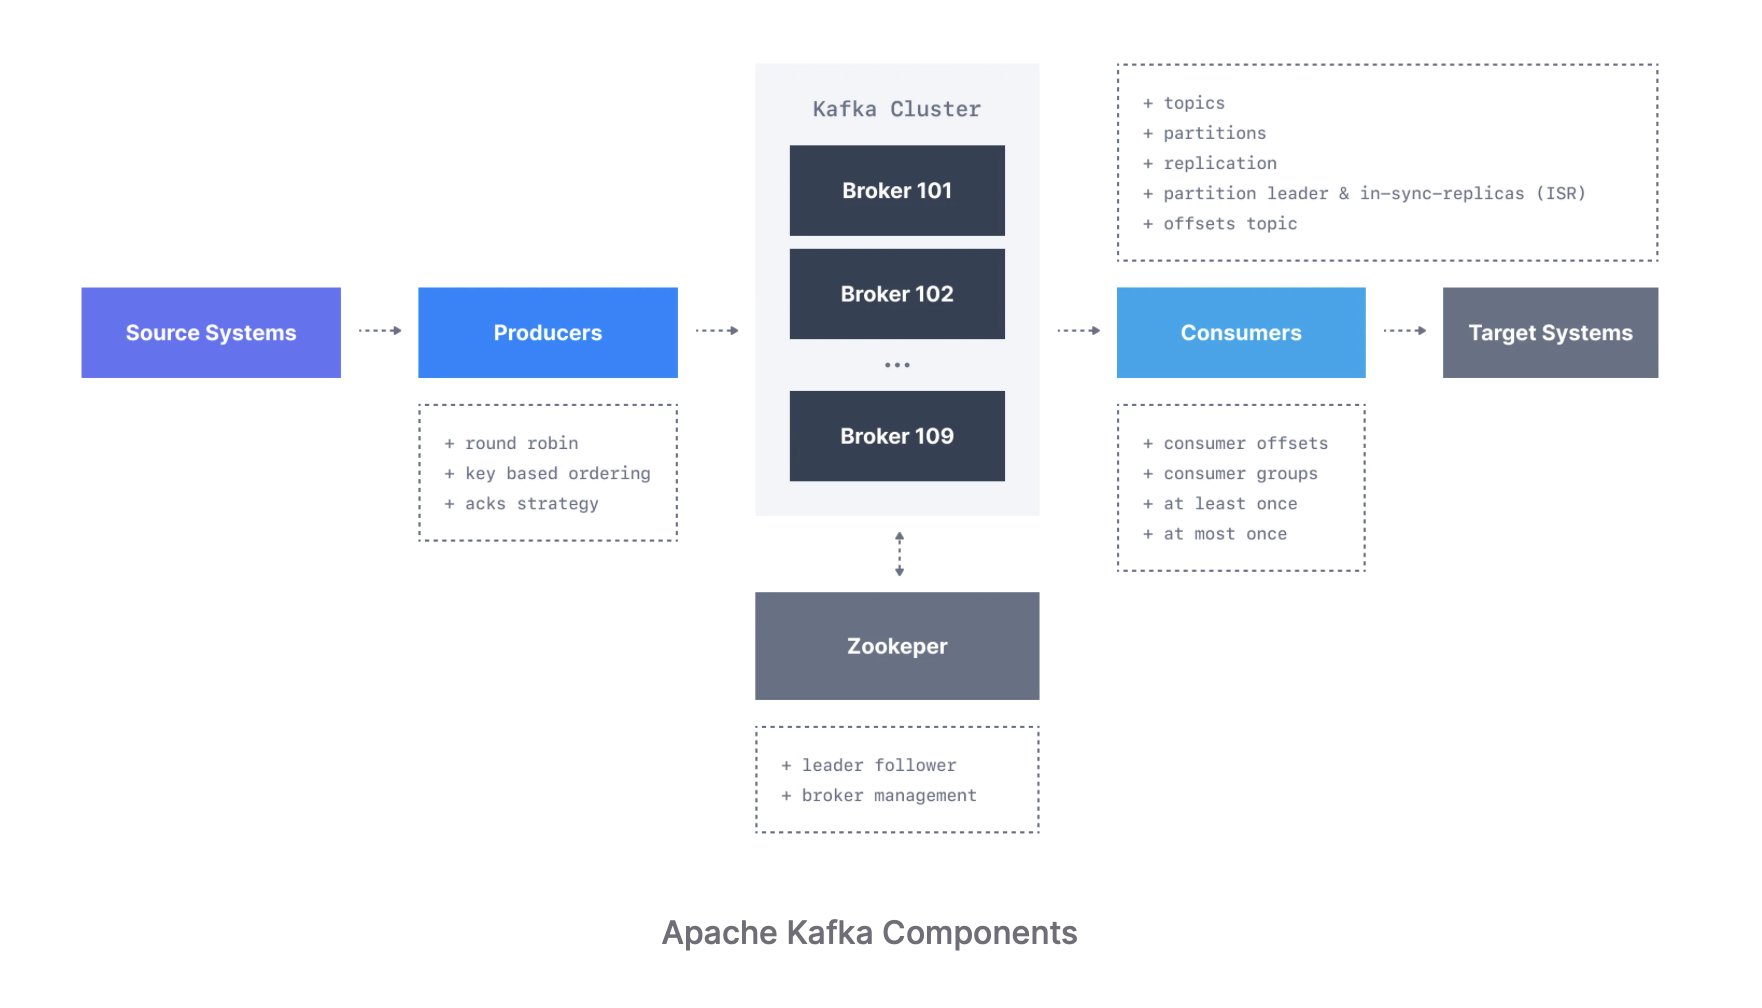 Kafka Cluster
Broker 101
Broker 102
...
Broker 109
+ topics
+ partitions
+ replication
+ partition leader & in-sync-replicas (ISR)
+ offsets topic
Source Systems
Producers
Consumers
Target Systems
+ round robin
+ key based ordering
+ acks strategy
+ consumer offsets
+ consumer groups
+ at least once
+ at most once
Zookeper
+ leader follower
+ broker management
Apache Kafka Components